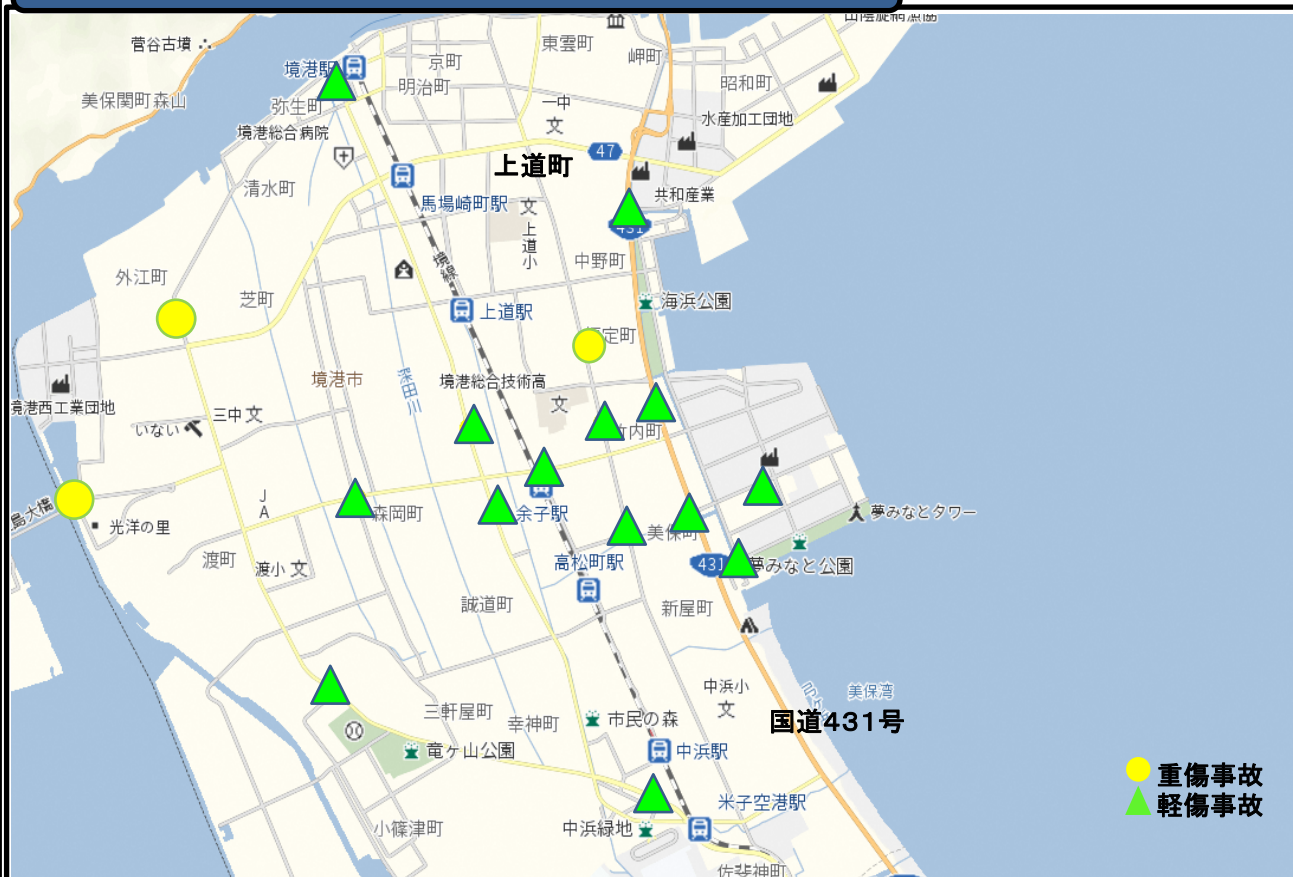 菅谷古墳
東雲町
岬町
境港駅
京町
昭和町
美保関町森山
弥生町
明治町
一中
文
水産加工団地
境港総合病院
47
上道町
清水町
共和産業
馬場崎町駅
文
上道小
431
境線
中野町
外江町
芝町
海浜公園
上道駅
定町
境港市
深田川
境港総合技術高
境港西工業団地
三中 文
文
いない
竹内町
JA
島大橋
森岡町
余子駅
夢みなとタワー
光洋の里
美保町
渡町
渡小 文
高松町駅
431
夢みなと公園
誠道町
新屋町
中浜小
文
美保湾
三軒屋町
幸神町
市民の森
国道431号
竜ヶ山公園
中浜駅
重傷事故
米子空港駅
軽傷事故
小篠津町
中浜緑地
佐斐神町